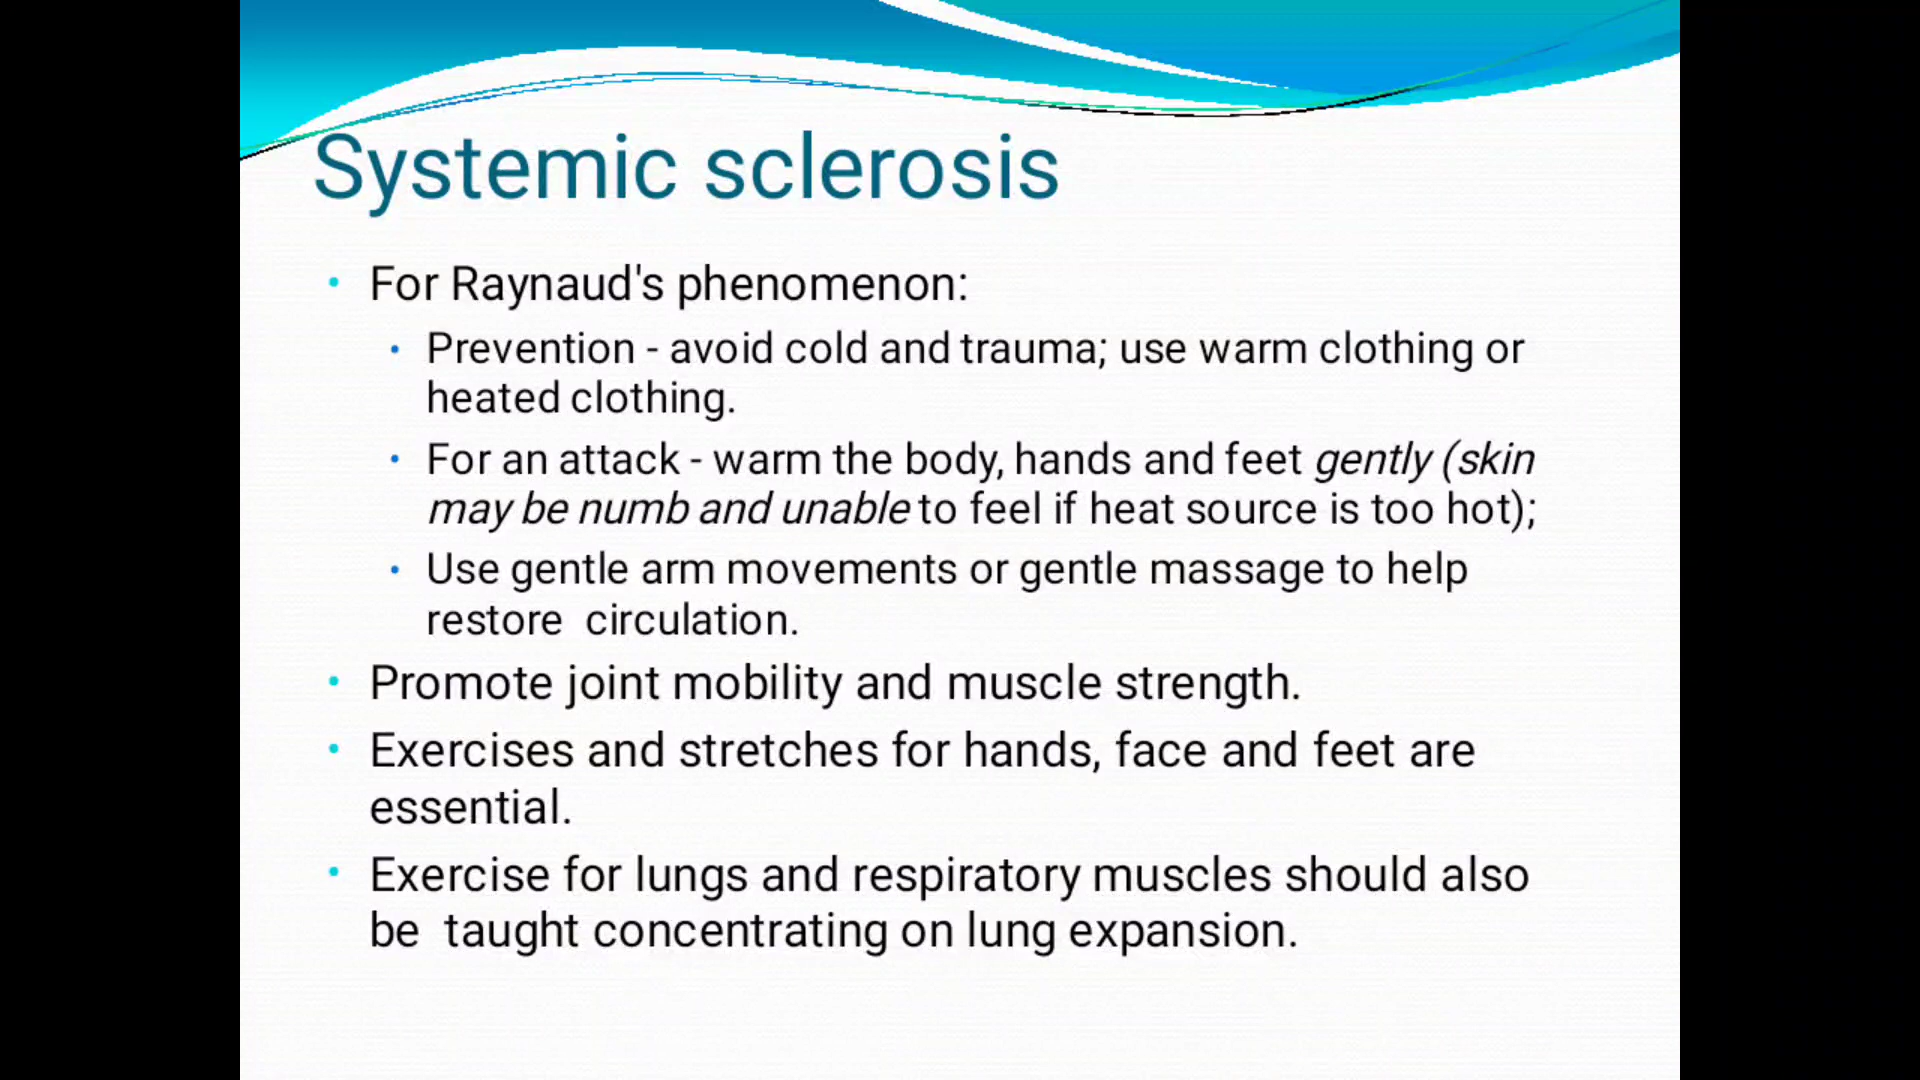 Systemic sclerosis
• For Raynaud's phenomenon:
• Prevention - avoid cold and trauma; use warm clothing or
heated clothing.
• For an attack - warm the body, hands and feet gently (skin
may be numb and unable to feel if heat source is too hot);
• Use gentle arm movements or gentle massage to help
restore  circulation.
• Promote joint mobility and muscle strength.
• Exercises and stretches for hands, face and feet are
essential.
• Exercise for lungs and respiratory muscles should also
be  taught concentrating on lung expansion.